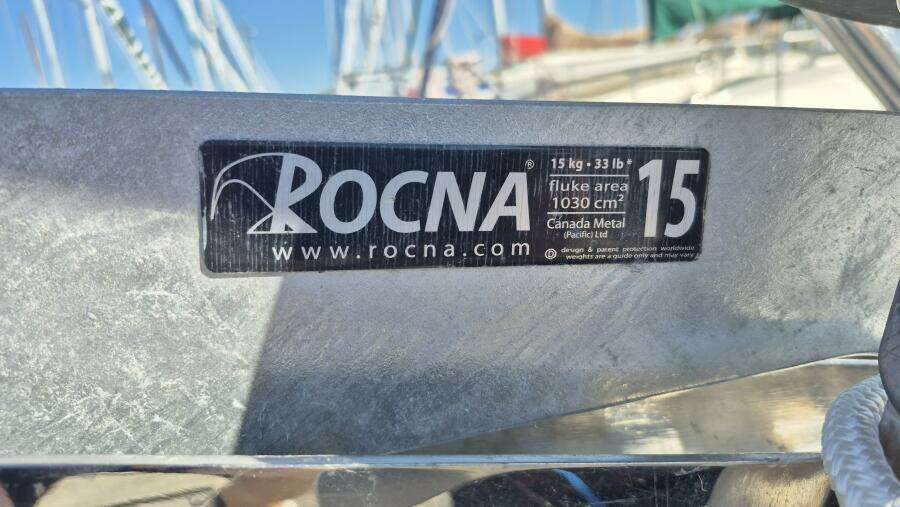 ROCNA®
www.rocna.com
15 kg • 33 lb*
fluke area
1030 cm²
Canada Metal
(Pacific) Ltd
15
design & patent protection worldwide
weights are a guide only and may vary